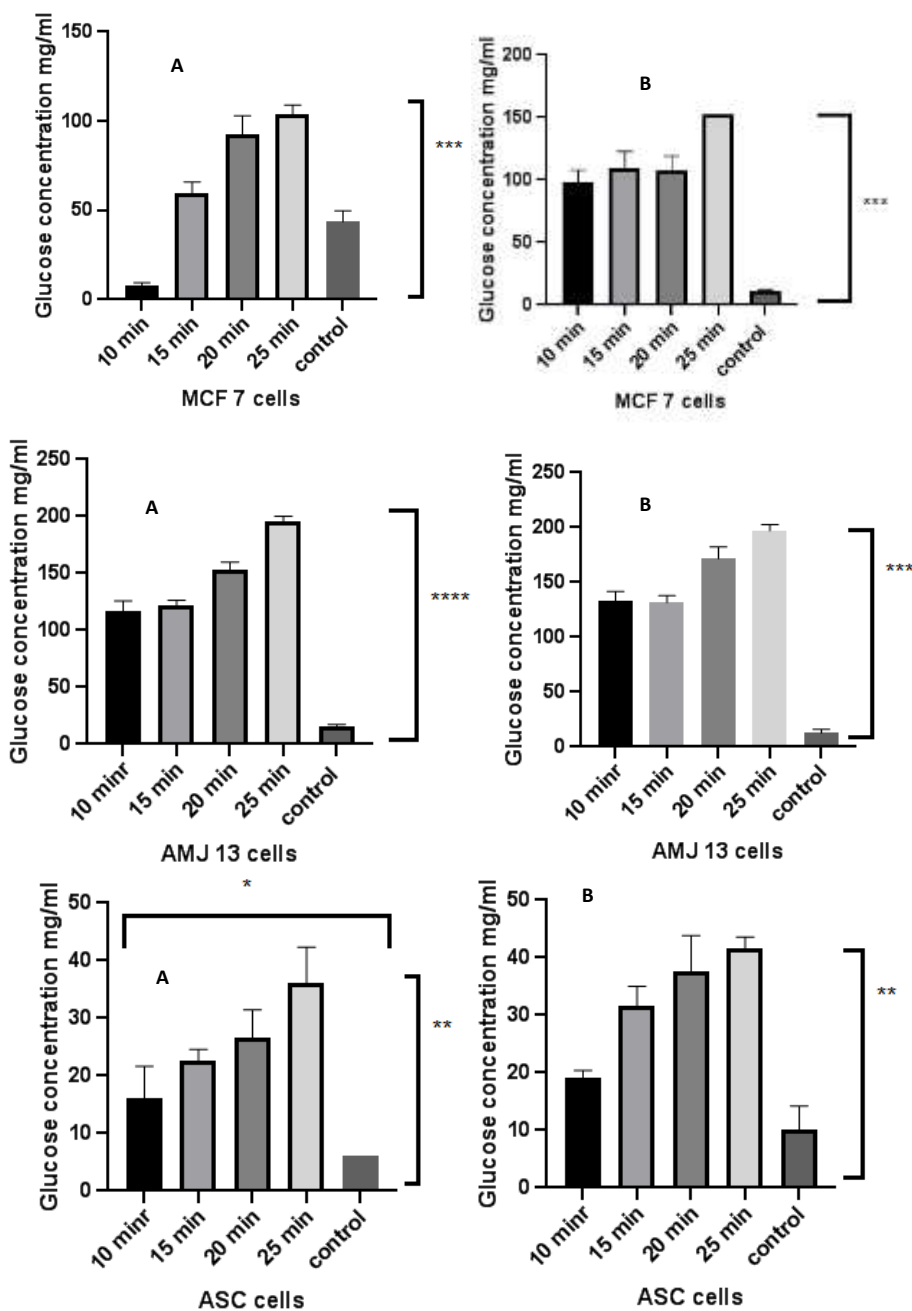 Glucose concentration mg/ml
150
100
50
0
A
***
10 min
15 min
20 min
25 min
control
MCF 7 cells
Glucose concentration mg/ml
200
150
100
50
0
B
***
10 min
15 min
20 min
25 min
control
MCF 7 cells
Glucose concentration mg/ml
250
200
150
100
50
0
A
****
10 minr
15 min
20 min
25 min
control
AMJ 13 cells
Glucose concentration mg/ml
250
200
150
100
50
0
B
***
10 minr
15 min
20 min
25 min
control
AMJ 13 cells
Glucose concentration mg/ml
50
40
30
20
10
0
*
A
**
10 minr
15 min
20 min
25 min
control
ASC cells
Glucose concentration mg/ml
50
40
30
20
10
0
B
**
10 minr
15 min
20 min
25 min
control
ASC cells